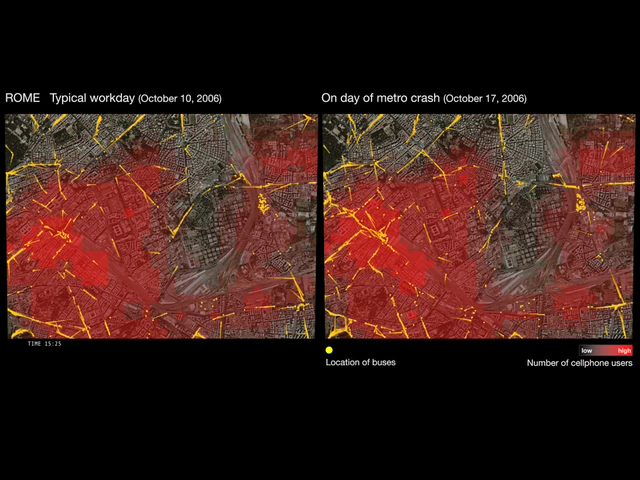 ROME Typical workday (October 10, 2006)
On day of metro crash (October 17, 2006)
TIME 15:25
Location of buses
low high
Number of cellphone users